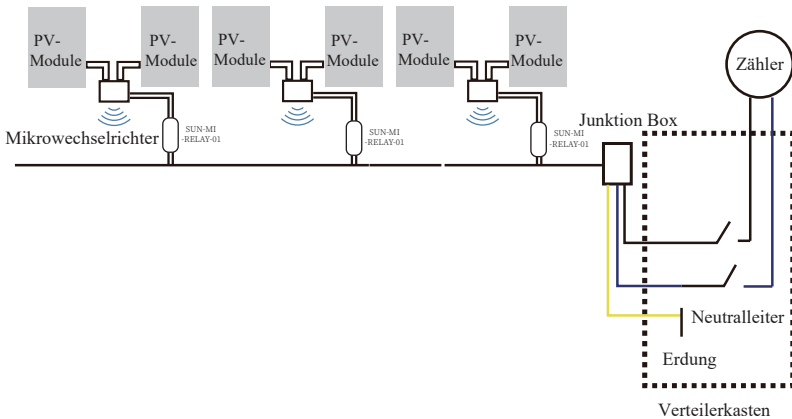 PV-
Module
PV-
Module
PV-
Module
PV-
Module
PV-
Module
PV-
Module
Zähler
Mikrowechselrichter
SUN-MI
-RELAY-01
SUN-MI
-RELAY-01
SUN-MI
-RELAY-01
Junktion Box
Neutralleiter
Erdung
Verteilerkasten